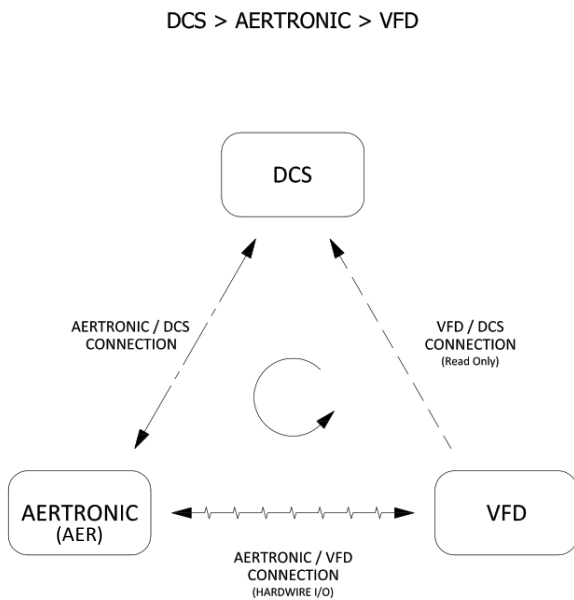 DCS > AERTRONIC > VFD
DCS
AERTRONIC / DCS
CONNECTION
VFD / DCS
CONNECTION
(Read Only)
AERTRONIC
(AER)
VFD
AERTRONIC / VFD
CONNECTION
(HARDWIRE I/O)